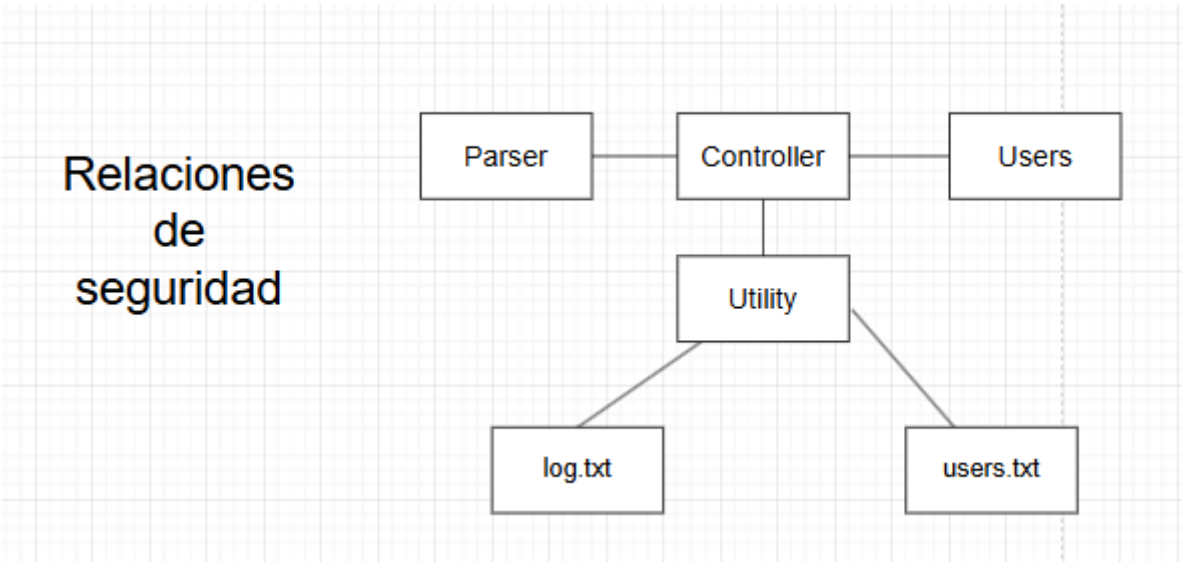 Relaciones
de
seguridad
Parser
Controller
Users
Utility
log.txt
users.txt